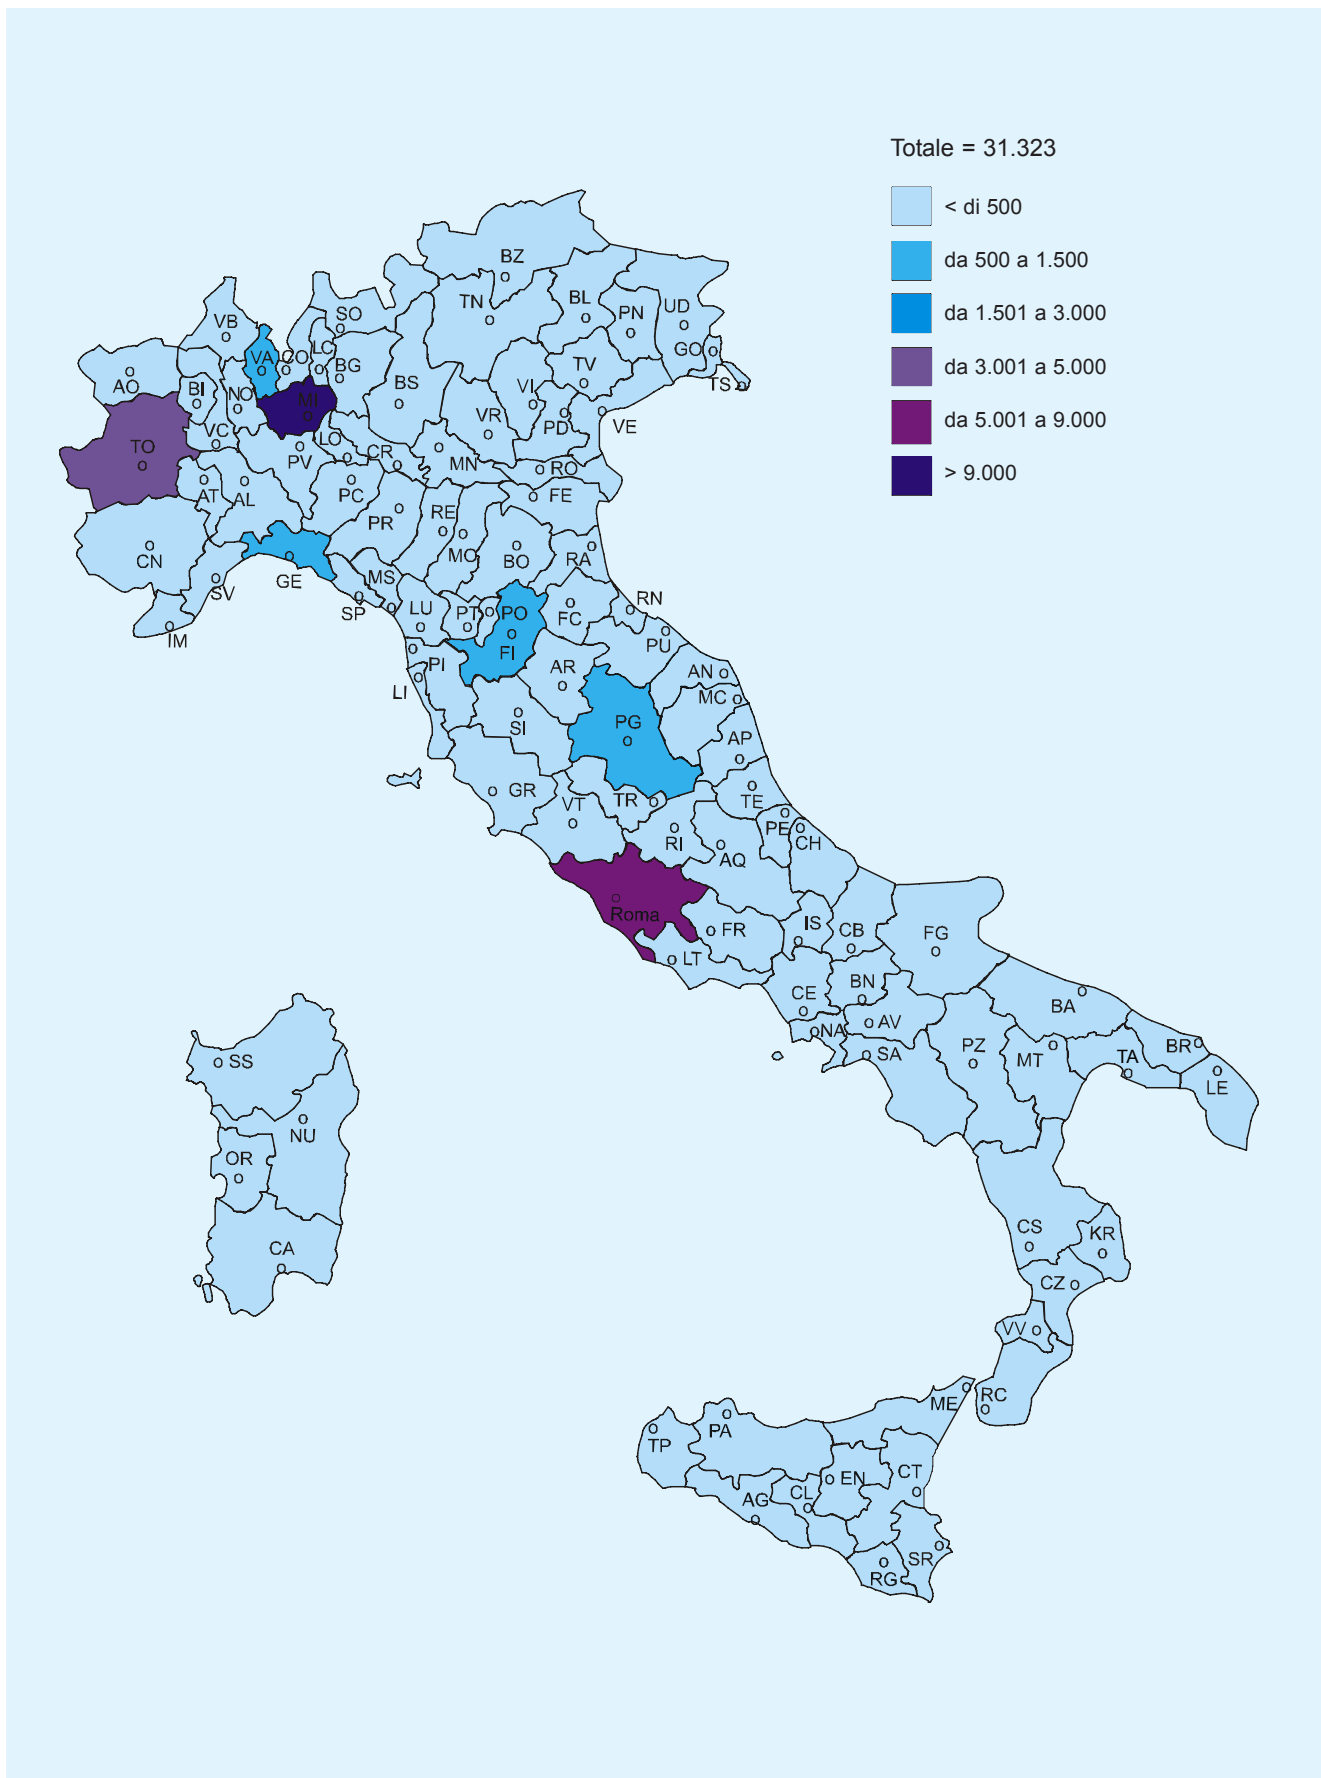 Totale = 31.323
< di 500
da 500 a 1.500
da 1.501 a 3.000
da 3.001 a 5.000
da 5.001 a 9.000
> 9.000
BZ
TN
BL
PN
UD
SO
VB
VA
CO
LC
BG
GO
TV
TS
AO
BI
NO
MI
BS
VI
VR
PD
VE
TO
VC
LO
PV
CR
MN
RO
AT
AL
PC
FE
PR
RE
MO
BO
RA
CN
GE
MS
SV
SP
LU
PT
PO
FC
RN
IM
PI
FI
AR
PU
LI
AN
MC
SI
PG
AP
GR
VT
TR
TE
RI
PE
CH
AQ
Roma
FR
IS
CB
FG
LT
CE
BN
BA
NA
AV
SA
PZ
MT
TA
BR
LE
SS
NU
OR
CA
CS
KR
CZ
VV
RC
ME
PA
TP
EN
CT
AG
CL
SR
RG